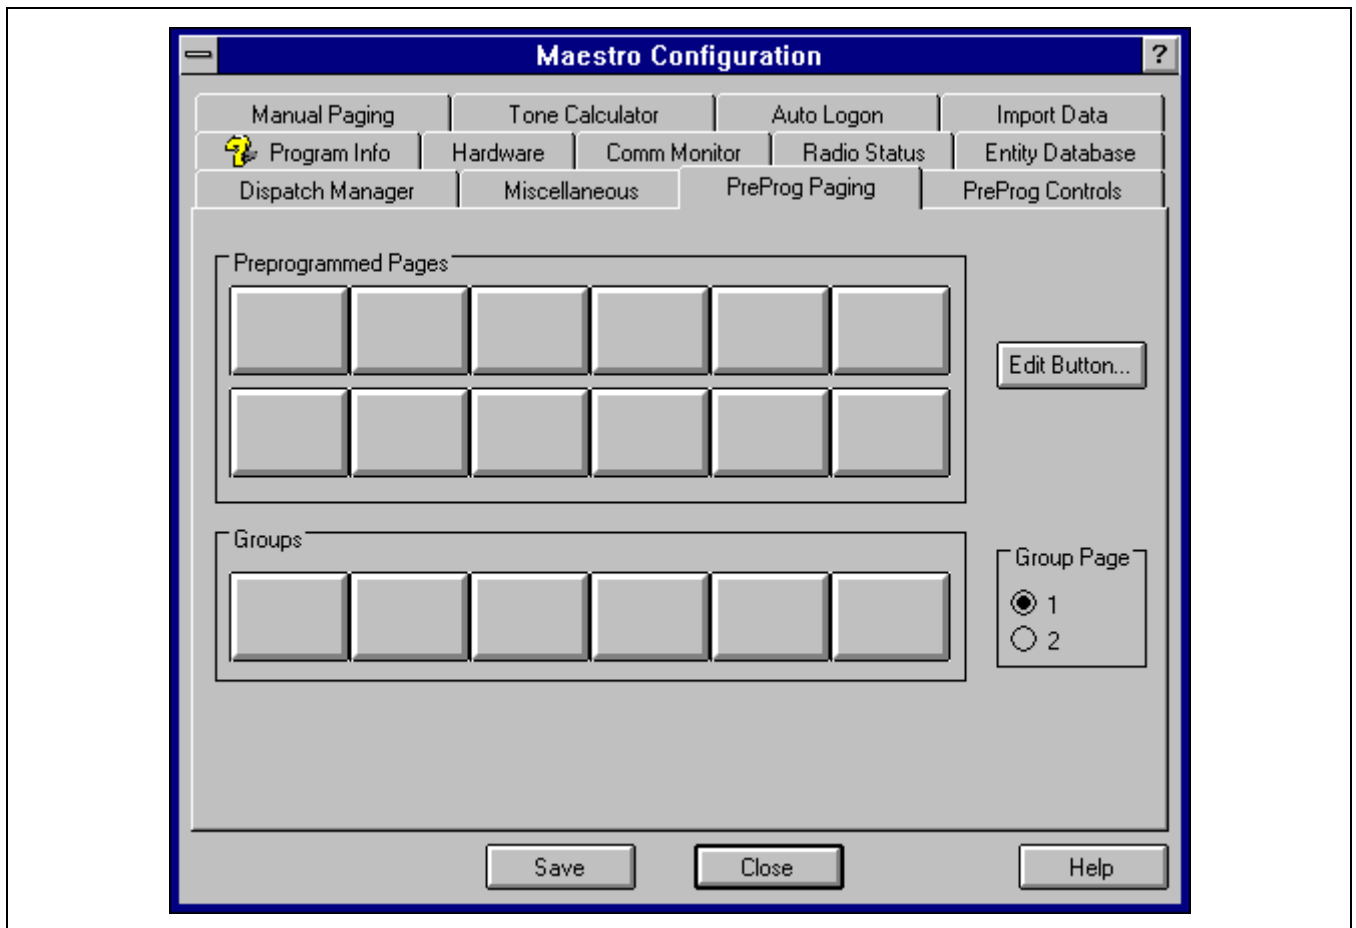 Maestro Configuration
?
Manual Paging
Tone Calculator
Auto Logon
Import Data
Program Info
Hardware
Comm Monitor
Radio Status
Entity Database
Dispatch Manager
Miscellaneous
PreProg Paging
PreProg Controls
Preprogrammed Pages
Edit Button...
Groups
Group Page
1
2
Save
Close
Help